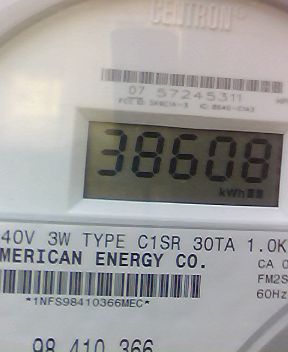 CENTRON®
07 57245311
38608
kWh
40V 3W TYPE C1SR 30TA 1.0K
MERICAN ENERGY CO.
CA 0
FM2S
60Hz
*1NFS98410366MEC*
98 410 366